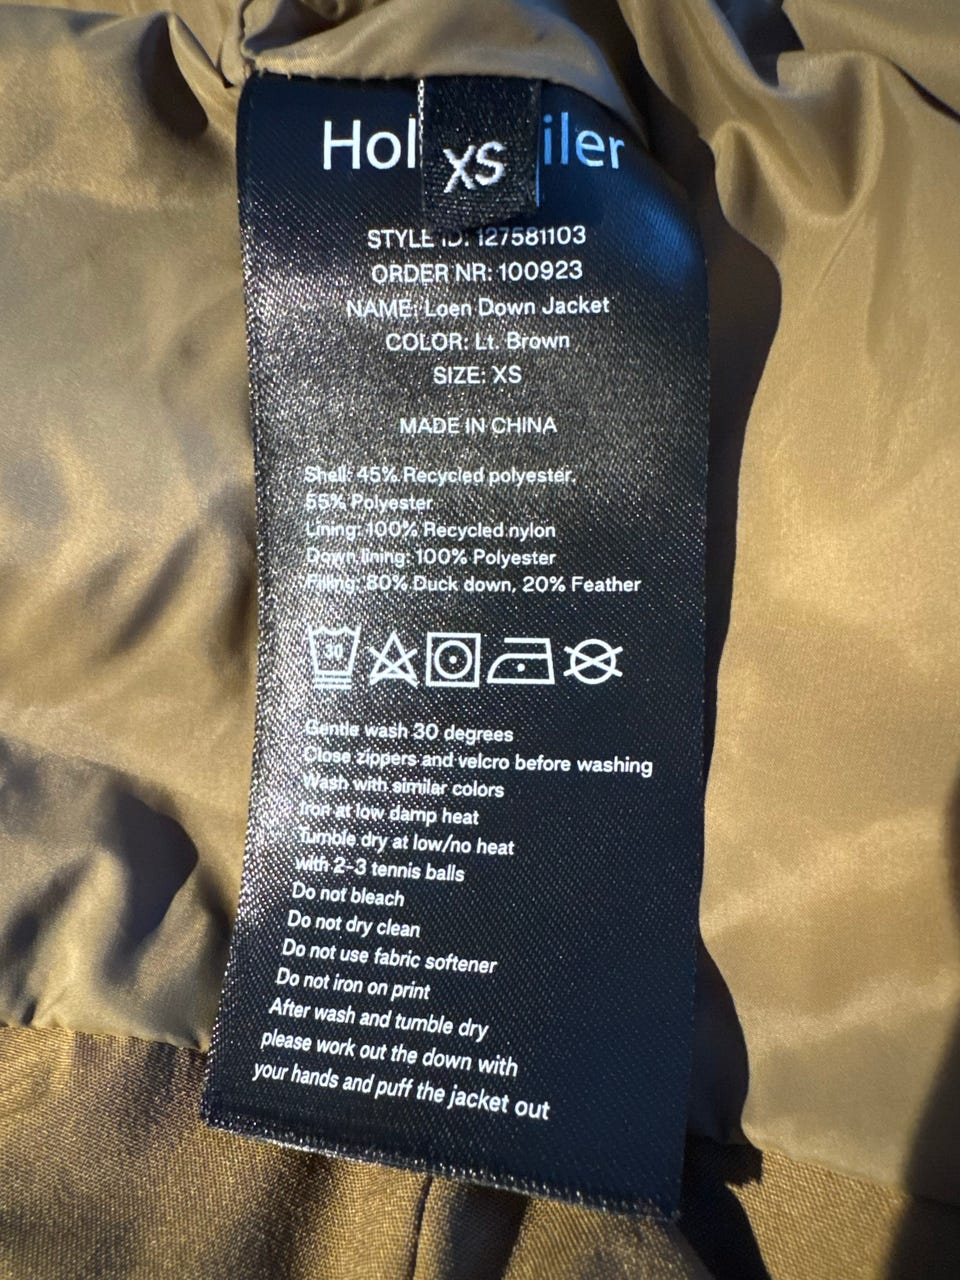 Hol iler
XS
STYLE ID: 127581103
ORDER NR: 100923
NAME: Loen Down Jacket
COLOR: Lt. Brown
SIZE: XS
MADE IN CHINA
Shell: 45% Recycled polyester,
55% Polyester
Lining: 100% Recycled nylon
Down lining: 100% Polyester
Filling: 80% Duck down, 20% Feather
30
Gentle wash 30 degrees
Close zippers and velcro before washing
Wash with similar colors
Iron at low damp heat
Tumble dry at low/no heat
with 2-3 tennis balls
Do not bleach
Do not dry clean
Do not use fabric softener
Do not iron on print
After wash and tumble dry
please work out the down with
your hands and puff the jacket out